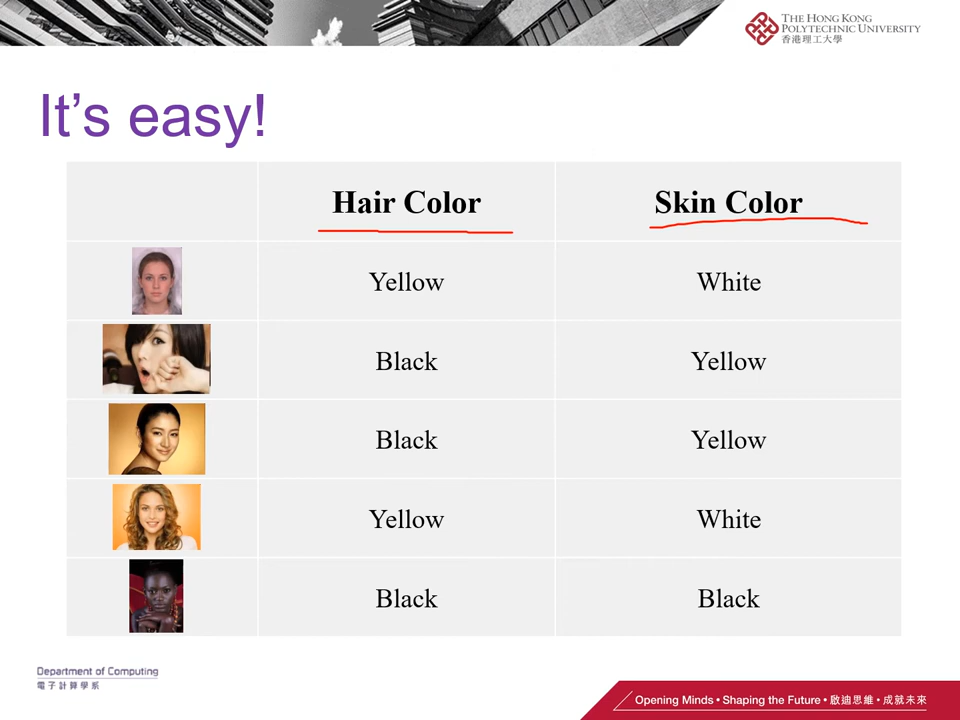 THE HONG KONG
POLYTECHNIC UNIVERSITY
香港理工大學
It's easy!
Hair Color Skin Color
Yellow White
Black Yellow
Black Yellow
Yellow White
Black Black
Department of Computing
電子計算學系
Opening Minds • Shaping the Future • 啟迪思維 • 成就未來